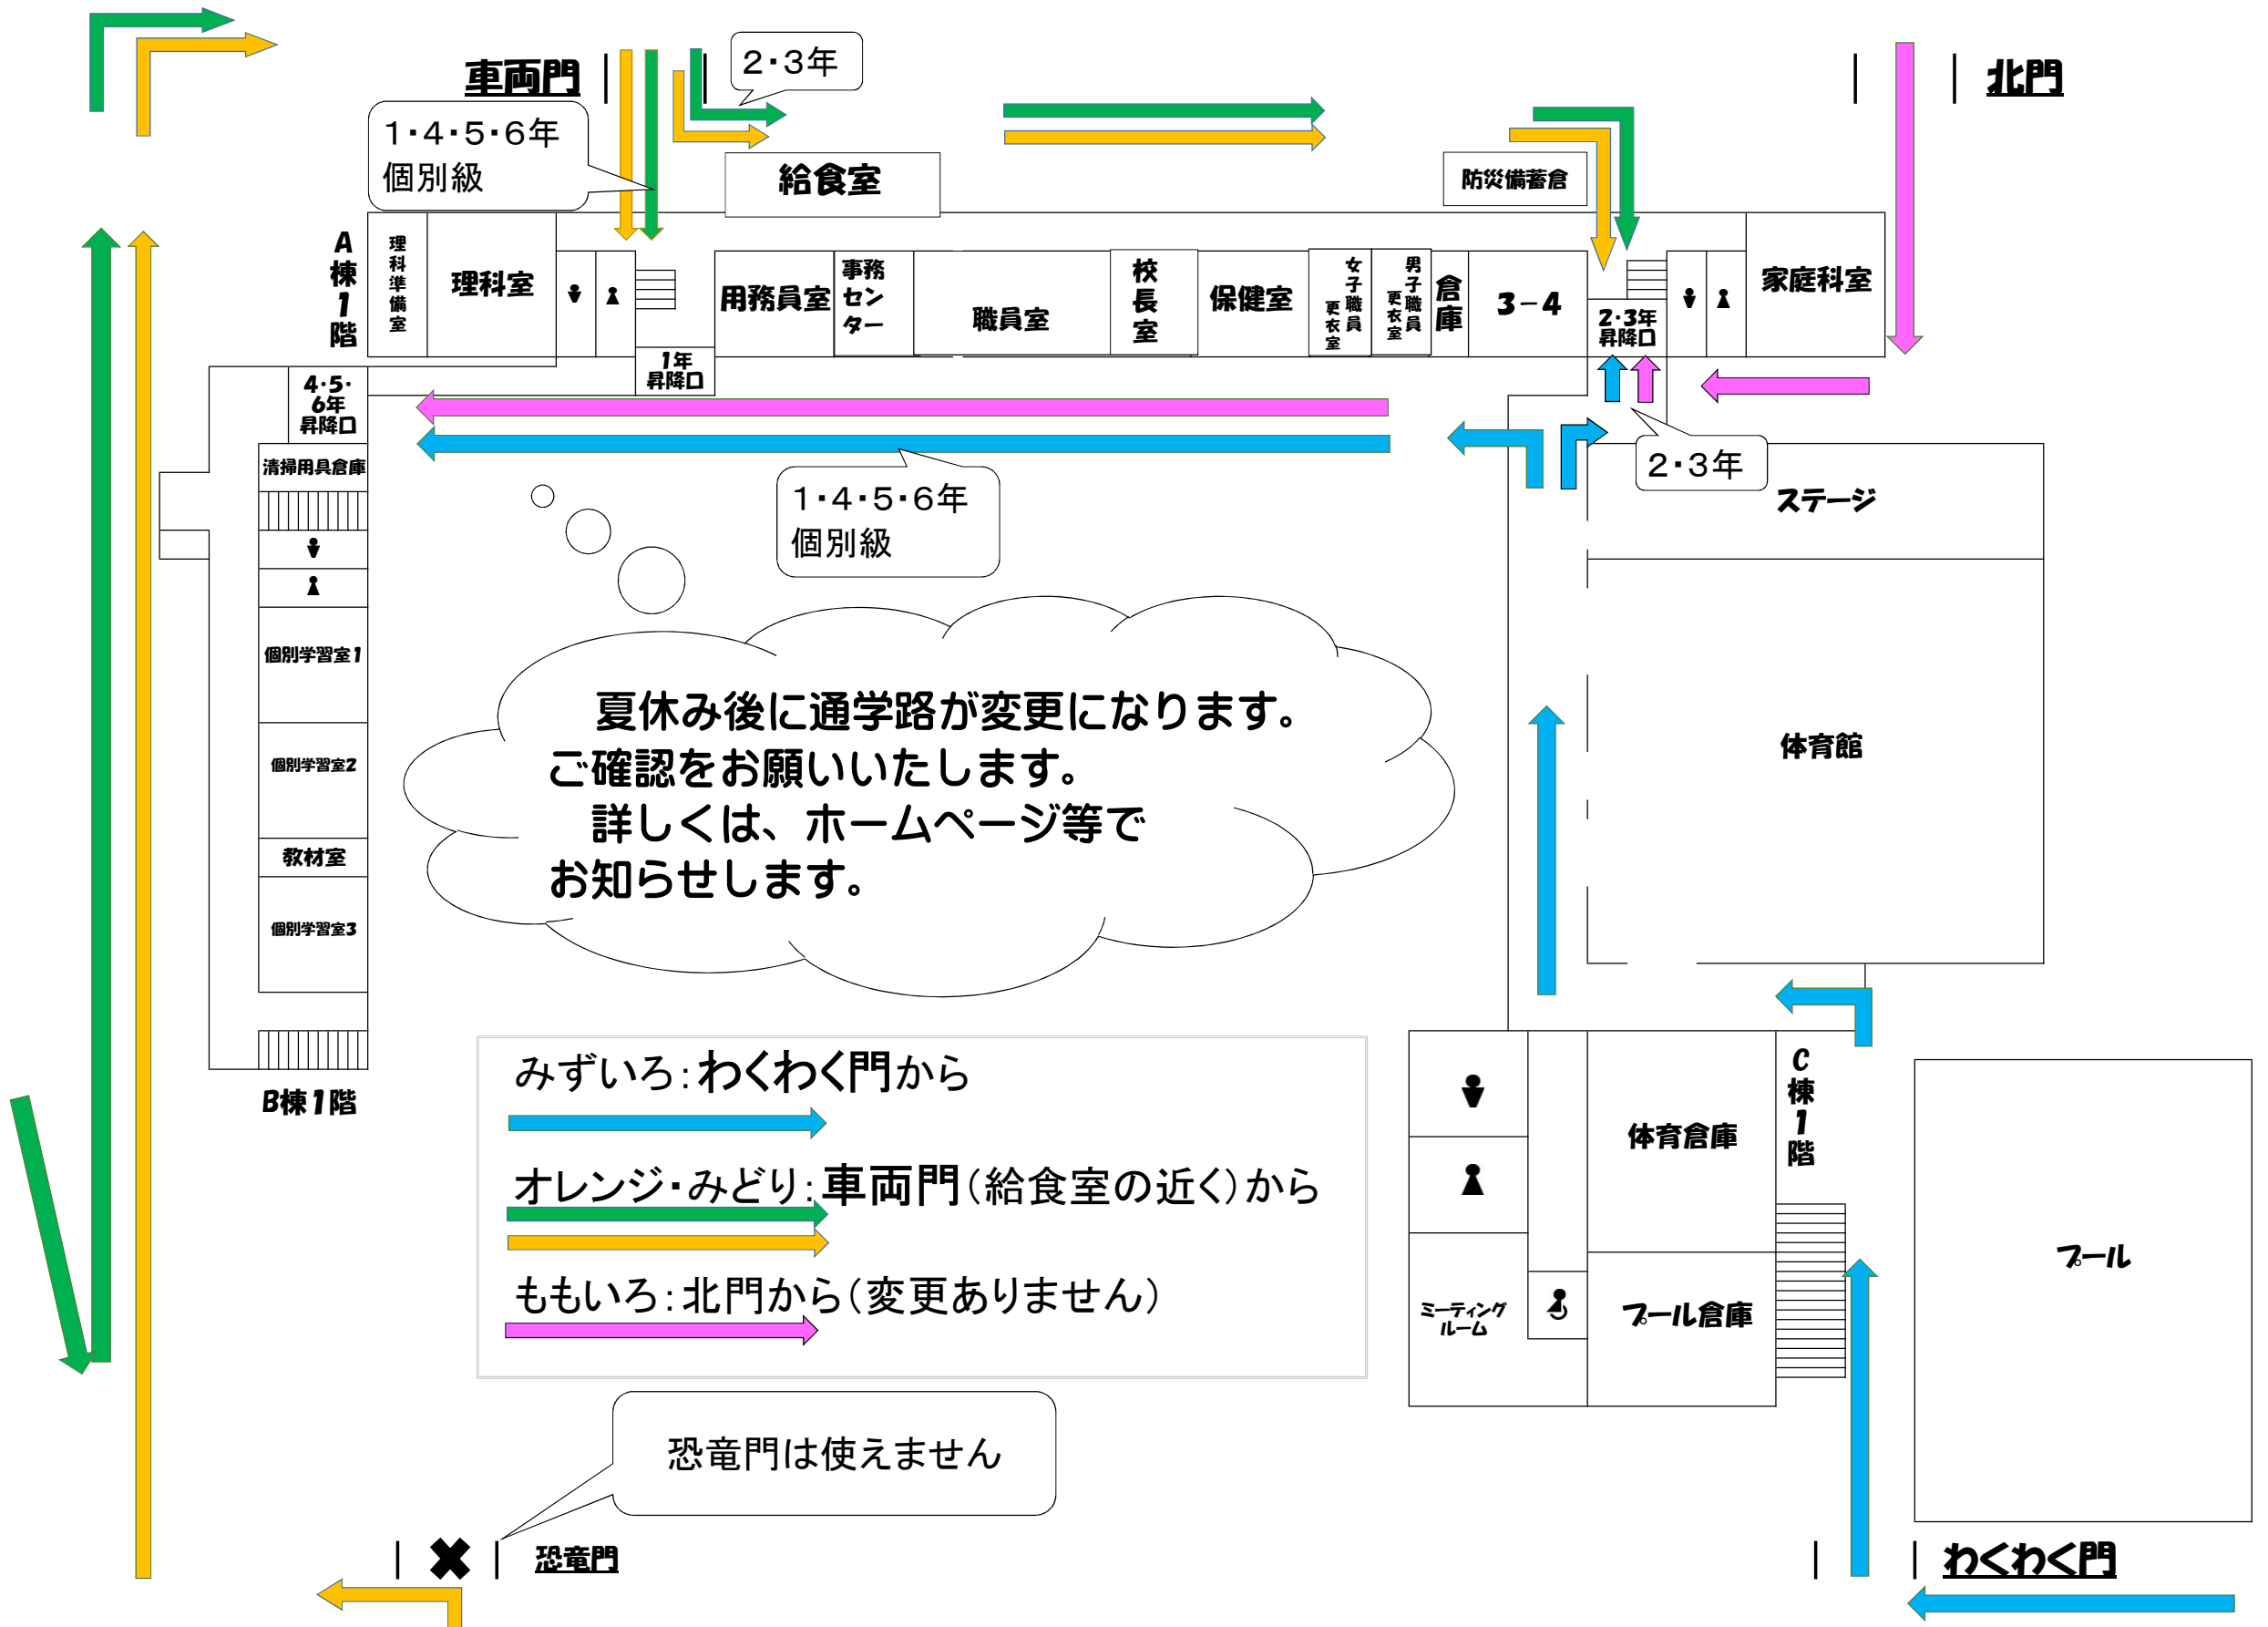 車両門
2・3年
北門
1・4・5・6年
個別級
給食室
防災備蓄倉
A棟1階
理科準備室
理科室
用務員室
事務
セン
ター
職員室
校長室
保健室
女子職員
更衣室
男子職員
更衣室
倉庫
3－4
2・3年
昇降口
家庭科室
1年
昇降口
4・5・
6年
昇降口
清掃用具倉庫
2・3年
1・4・5・6年
個別級
ステージ
個別学習室1
夏休み後に通学路が変更になります。
ご確認をお願いいたします。
詳しくは、ホームページ等で
お知らせします。
体育館
個別学習室2
教材室
個別学習室3
B棟1階
みずいろ：わくわく門から
オレンジ・みどり：車両門（給食室の近く）から
ももいろ：北門から（変更ありません）
C棟1階
体育倉庫
プール
ミーティング
ルーム
プール倉庫
恐竜門は使えません
恐竜門
わくわく門